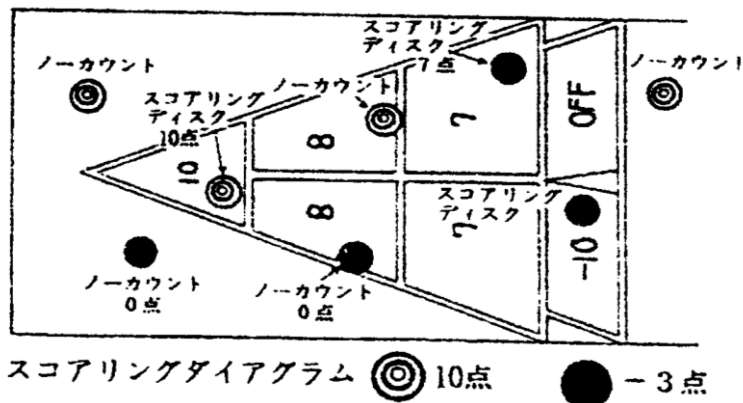 スコアリング
ディスク
7点
ノーカウント
ノーカウント
ノーカウント
スコアリング
ディスク
10点
10
8
7
OFF
8
7
-10
スコアリング
ディスク
ノーカウント
0点
ノーカウント
0点
スコアリングダイアグラム 10点 -3点